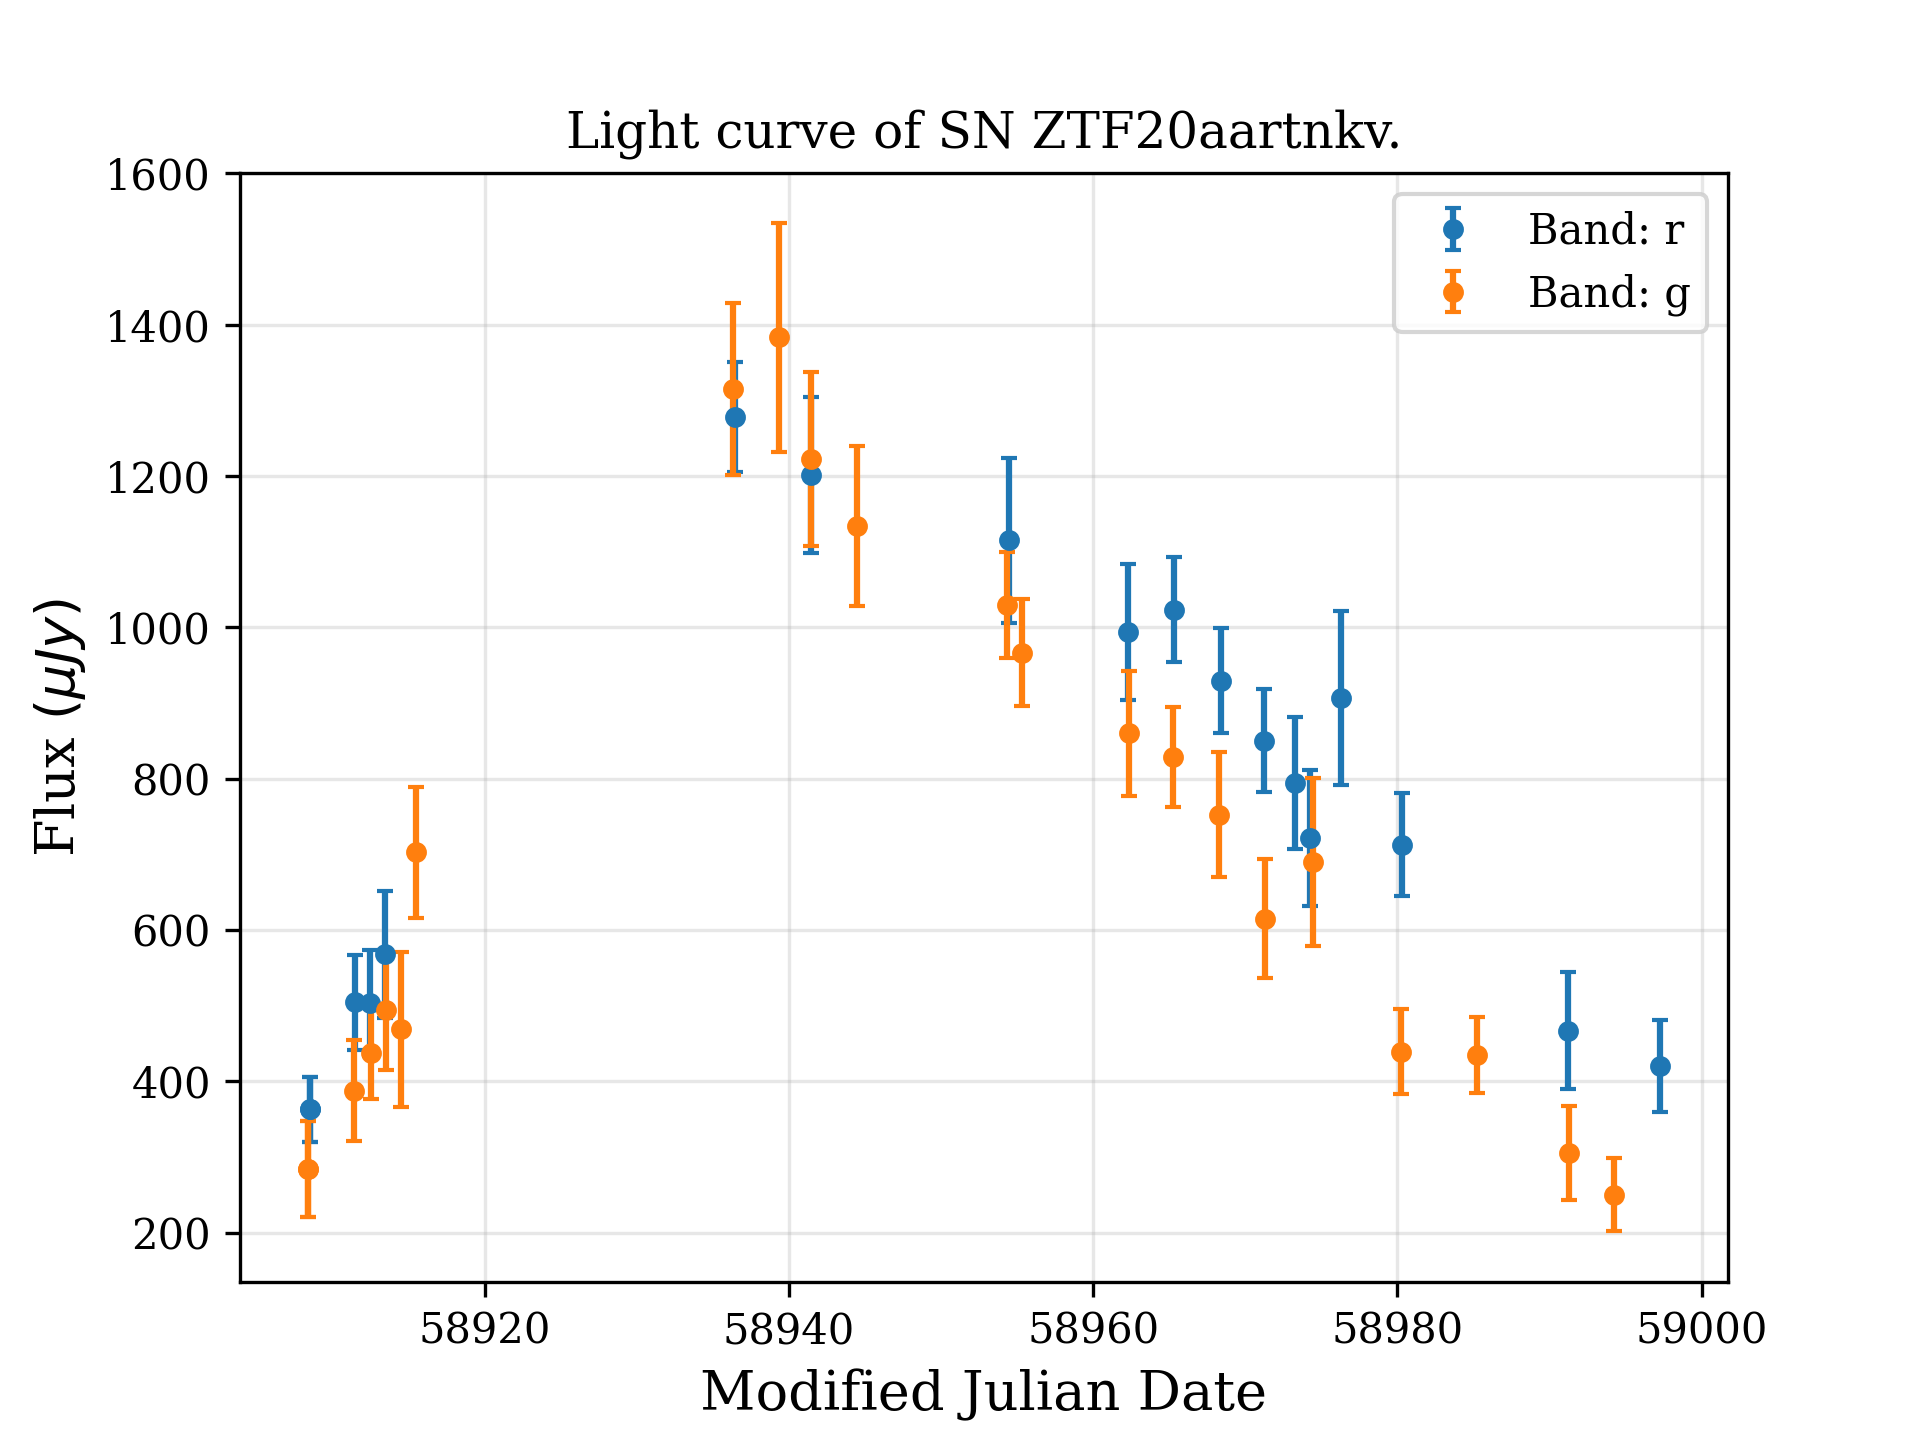 Light curve of SN ZTF20aartnkv.
Band: r
Band: g
1600
1400
1200
1000
800
600
400
200
Flux (μJy)
58920 58940 58960 58980 59000
Modified Julian Date